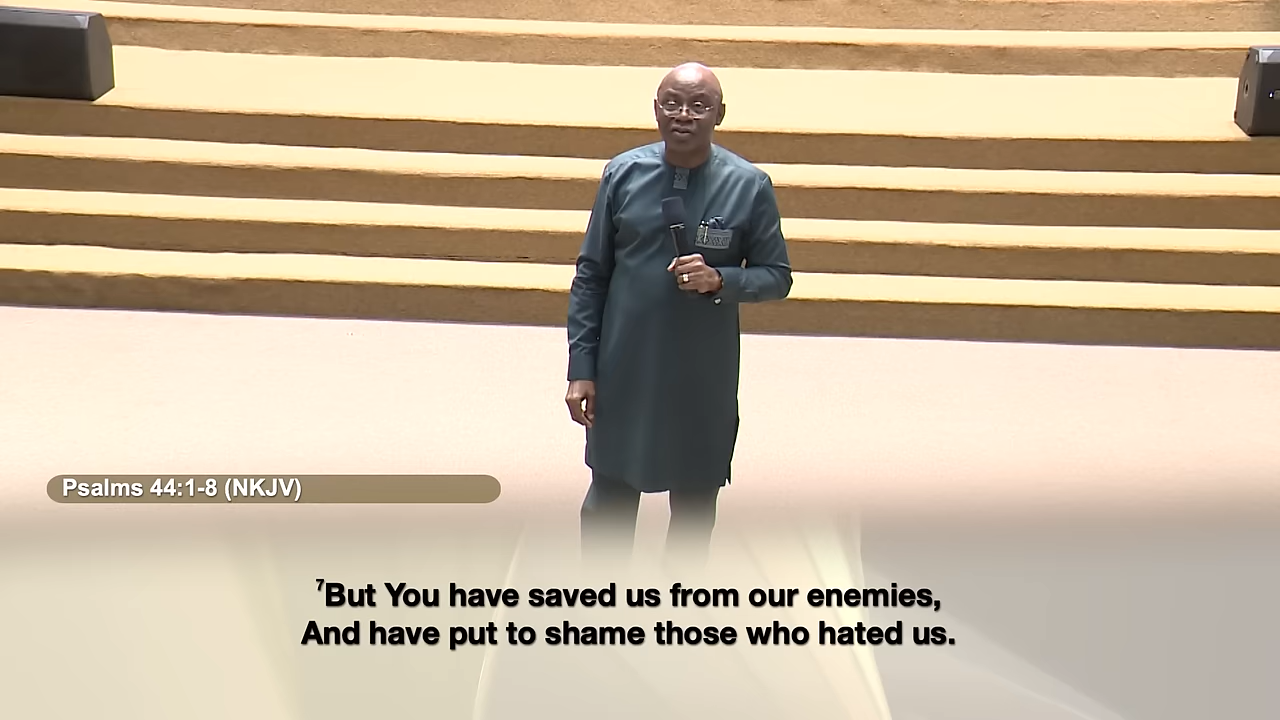 Psalms 44:1-8 (NKJV)
⁷But You have saved us from our enemies,
And have put to shame those who hated us.